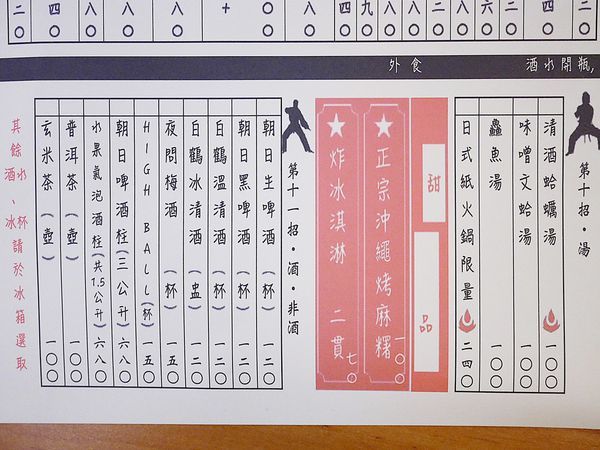 外食 酒水開瓶,
第十招・湯
清酒蛤蠣湯 一〇〇
味噌文蛤湯 一〇〇
鱻魚湯 一〇〇
日式紙火鍋限量 二四〇
甜品
★正宗沖繩烤麻糬 一〇〇
★炸冰淇淋 二貫 七〇
第十一招・酒・非酒
朝日生啤酒(杯) 一二〇
朝日黑啤酒(杯) 一二〇
白鶴溫清酒(杯) 一二〇
白鶴冰清酒(盅) 一二〇
夜問梅酒(杯) 一二〇
HIGH BALL(杯) 一五〇
朝日啤酒柱(三公升) 六八〇
水果氣泡酒柱(共1.5公升) 六八〇
普洱茶(壺) 一〇〇
玄米茶(壺) 一〇〇
其餘酒水、冰杯請於冰箱選取